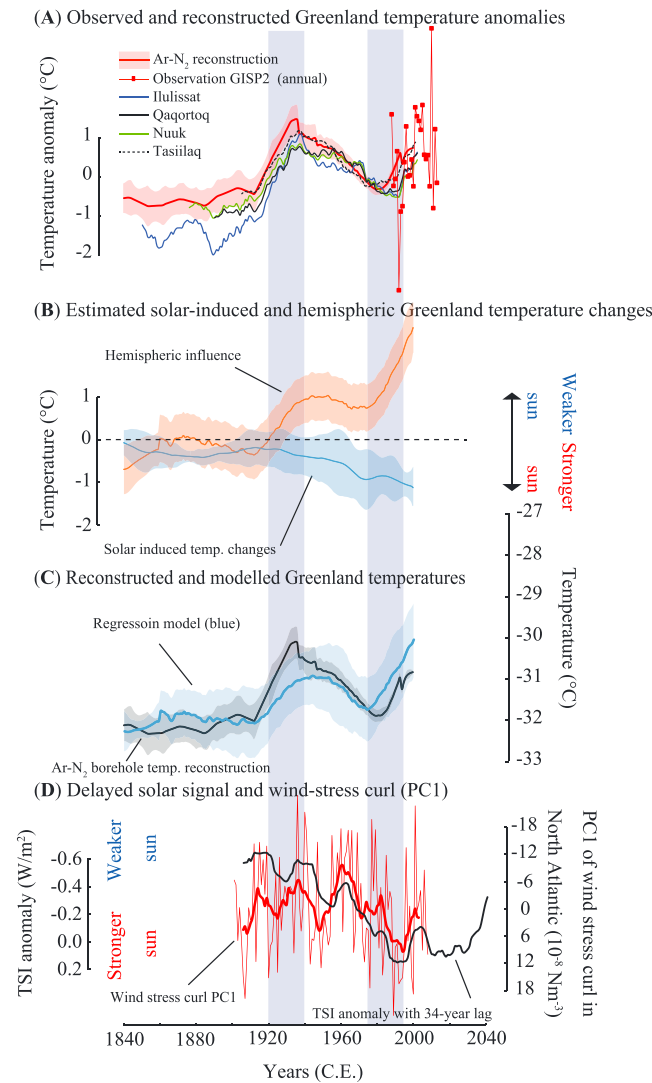 (A) Observed and reconstructed Greenland temperature anomalies
Temperature anomaly (°C)
Ar-N2 reconstruction
Observation GISP2 (annual)
Ilulissat
Qaqortoq
Nuuk
Tasiilaq
1
0
-1
-2
(B) Estimated solar-induced and hemispheric Greenland temperature changes
Hemispheric influence
Temperature (°C)
1
0
-1
-2
Solar induced temp. changes
Weaker
sun
Stronger
sun
(C) Reconstructed and modelled Greenland temperatures
Regressoin model (blue)
Ar-N2 borehole temp. reconstruction
-27
-28
-29
-30
-31
-32
-33
Temperature (°C)
(D) Delayed solar signal and wind-stress curl (PC1)
TSI anomaly (W/m2)
-0.6
-0.4
-0.2
0.0
0.2
Weaker
sun
Stronger
sun
Wind stress curl PC1
TSI anomaly with 34-year lag
-18
-12
-6
0
6
12
18
PC1 of wind stress curl in
North Atlantic (10-8 Nm-3)
1840 1880 1920 1960 2000 2040
Years (C.E.)